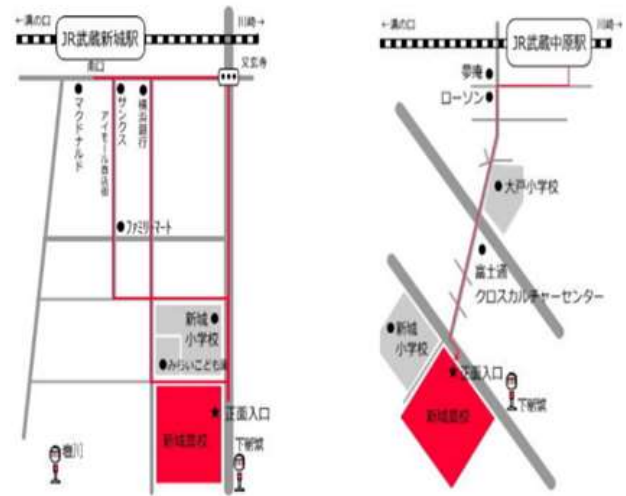 ←溝の口
JR武蔵新城駅
川崎→
南口
マクドナルド
アイモール商店街
サンクス
横浜銀行
ファミリーマート
新城
小学校
みらいこども園
正面入口
新城高校
下新城
←溝の口
JR武蔵中原駅
川崎→
夢庵
ローソン
大戸小学校
富士通
クロスカルチャーセンター
新城
小学校
正面入口
新城高校
下新城